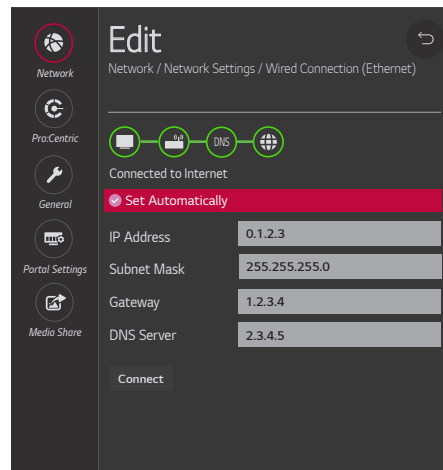 Edit
Network / Network Settings / Wired Connection (Ethernet)
Network
Pro:Centric
General
Portal Settings
Media Share
DNS
Connected to Internet
Set Automatically
IP Address 0.1.2.3
Subnet Mask 255.255.255.0
Gateway 1.2.3.4
DNS Server 2.3.4.5
Connect